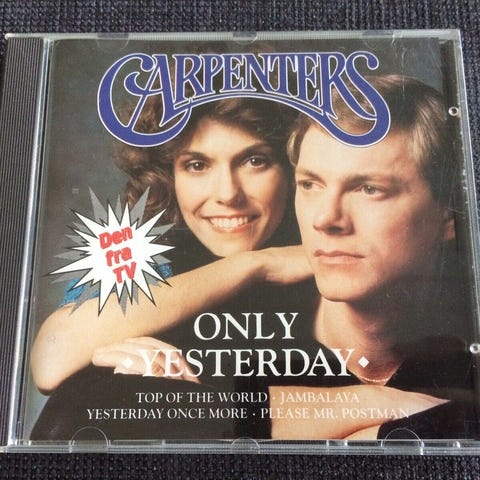 CARPENTERS
Den
fra
TV
ONLY
·YESTERDAY·
TOP OF THE WORLD · JAMBALAYA
YESTERDAY ONCE MORE · PLEASE MR. POSTMAN